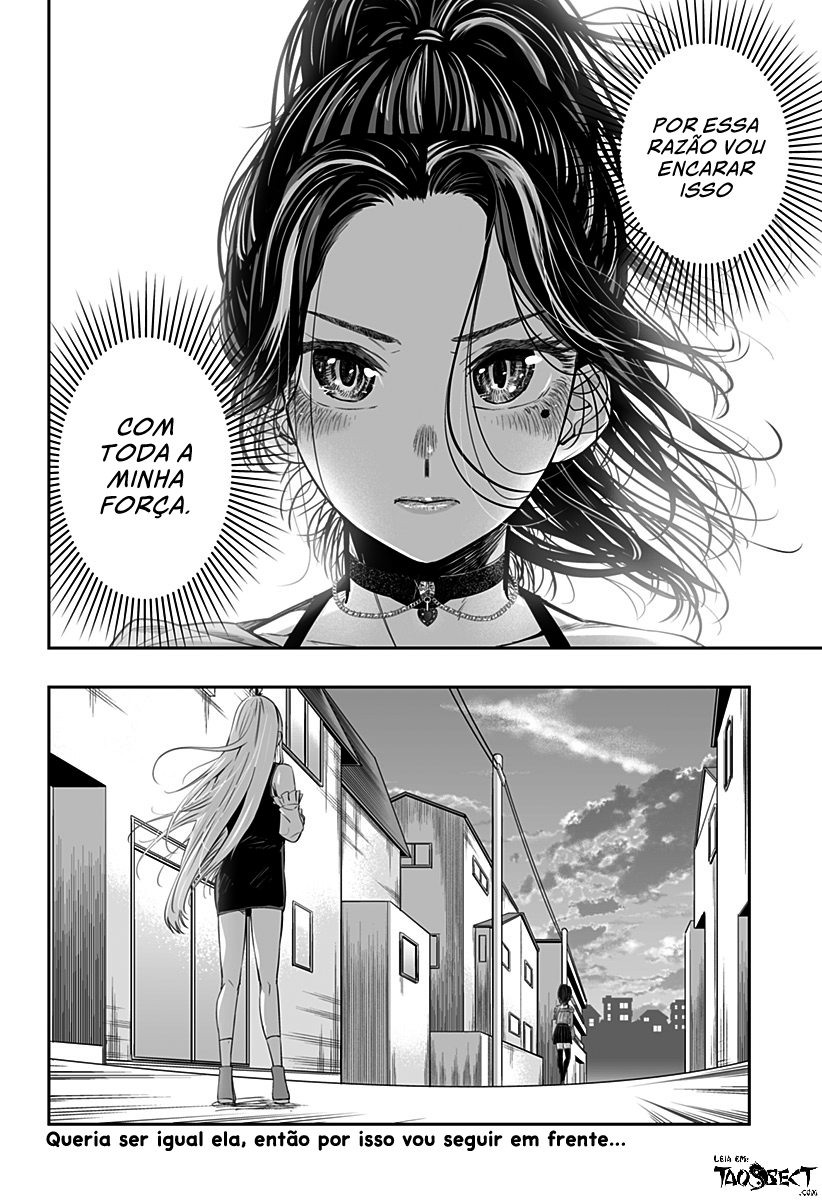 POR ESSA
RAZÃO VOU
ENCARAR
ISSO
COM
TODA A
MINHA
FORÇA.
Queria ser igual ela, então por isso vou seguir em frente...
LEIA EM:
TAOSECT
.COM